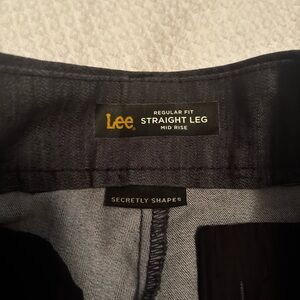 REGULAR FIT
Lee STRAIGHT LEG
MID RISE
SECRETLY SHAPES